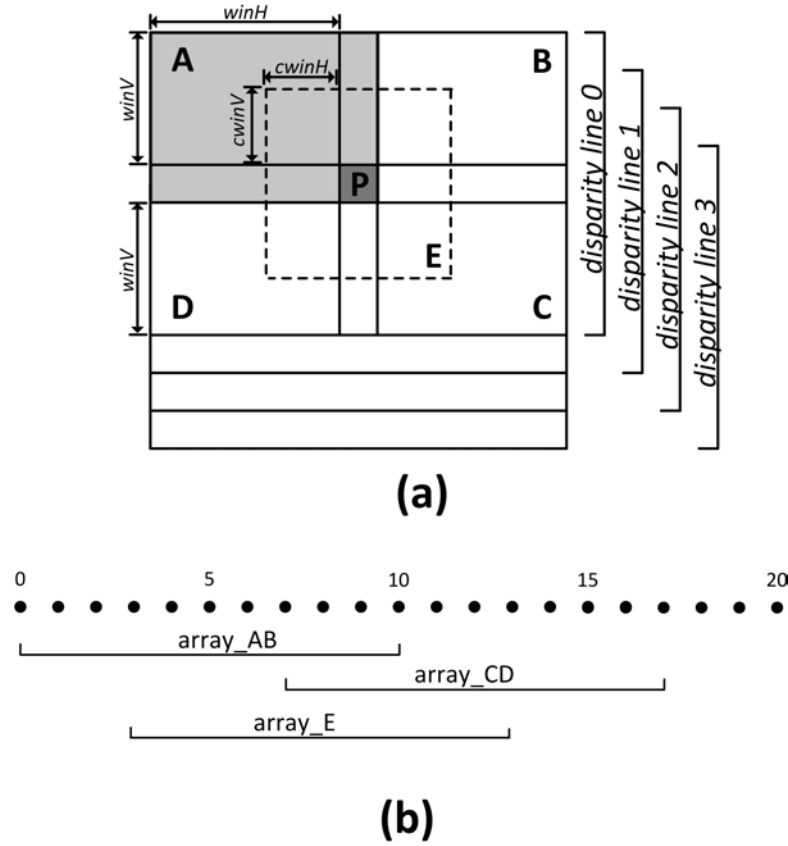 winH
A
B
cwinH
winV
cwinV
P
winV
E
D
C
disparity line 0
disparity line 1
disparity line 2
disparity line 3
(a)
0 5 10 15 20
array_AB
array_CD
array_E
(b)